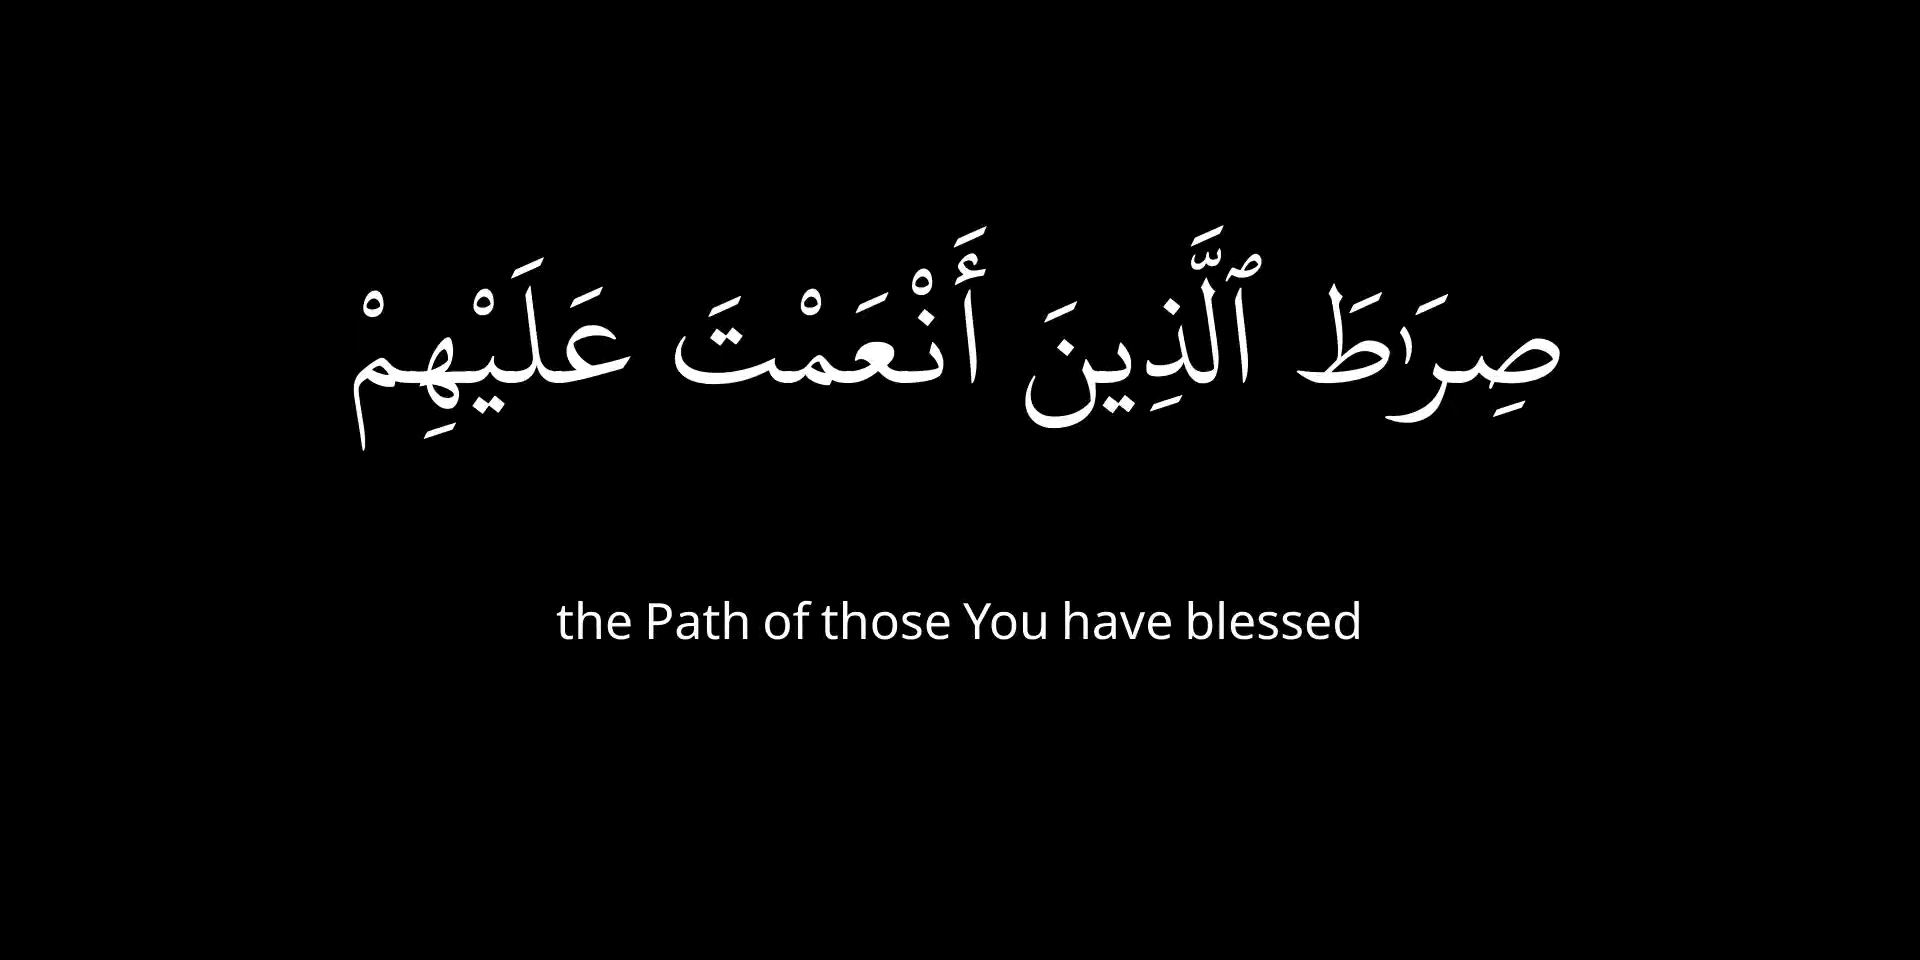 صِرَٰطَ ٱلَّذِينَ أَنْعَمْتَ عَلَيْهِمْ
the Path of those You have blessed